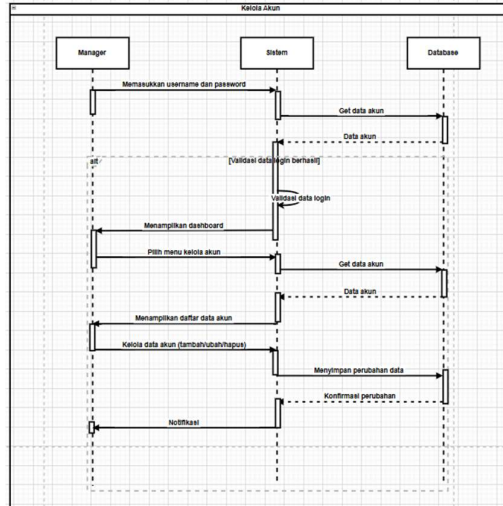 Kelola Akun
Manager
Sistem
Database
Memasukkan username dan password
Get data akun
Data akun
alt
[Validasi data login berhasil]
Validasi data login
Menampilkan dashboard
Pilih menu kelola akun
Get data akun
Data akun
Menampilkan daftar data akun
Kelola data akun (tambah/ubah/hapus)
Menyimpan perubahan data
Konfirmasi perubahan
Notifikasi